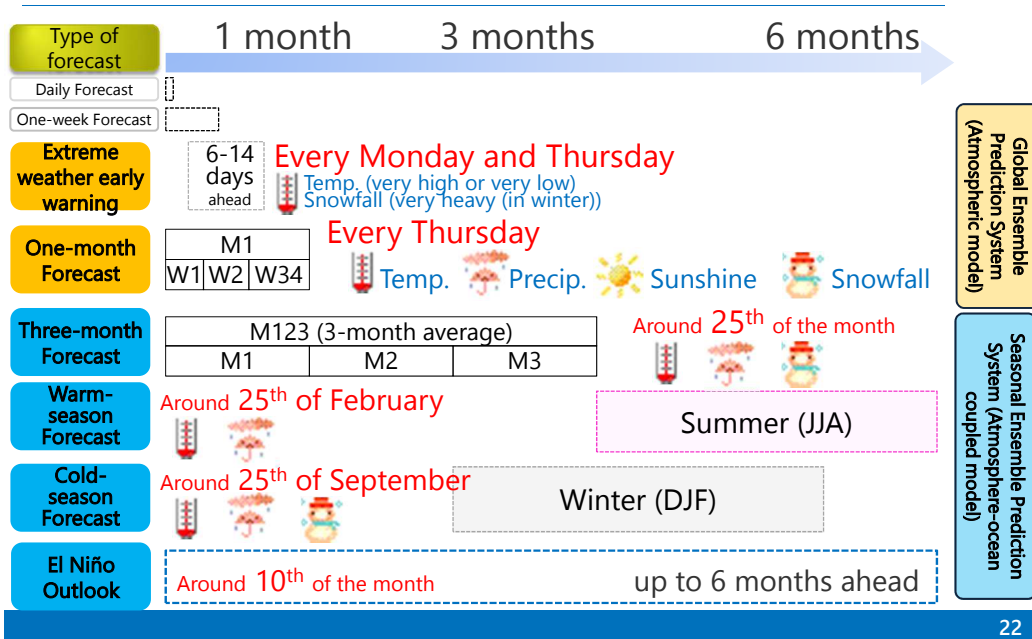 Type of
forecast
1 month
3 months
6 months
Daily Forecast
One-week Forecast
Extreme
weather early
warning
6-14
days
ahead
Every Monday and Thursday
Temp. (very high or very low)
Snowfall (very heavy (in winter))
One-month
Forecast
M1
W1 W2 W34
Every Thursday
Temp. Precip. Sunshine Snowfall
Three-month
Forecast
M123 (3-month average)
M1 M2 M3
Around 25th of the month
Warm-
season
Forecast
Around 25th of February
Summer (JJA)
Cold-
season
Forecast
Around 25th of September
Winter (DJF)
El Niño
Outlook
Around 10th of the month
up to 6 months ahead
Global Ensemble
Prediction System
(Atmospheric model)
Seasonal Ensemble Prediction
System (Atmosphere-ocean
coupled model)
22